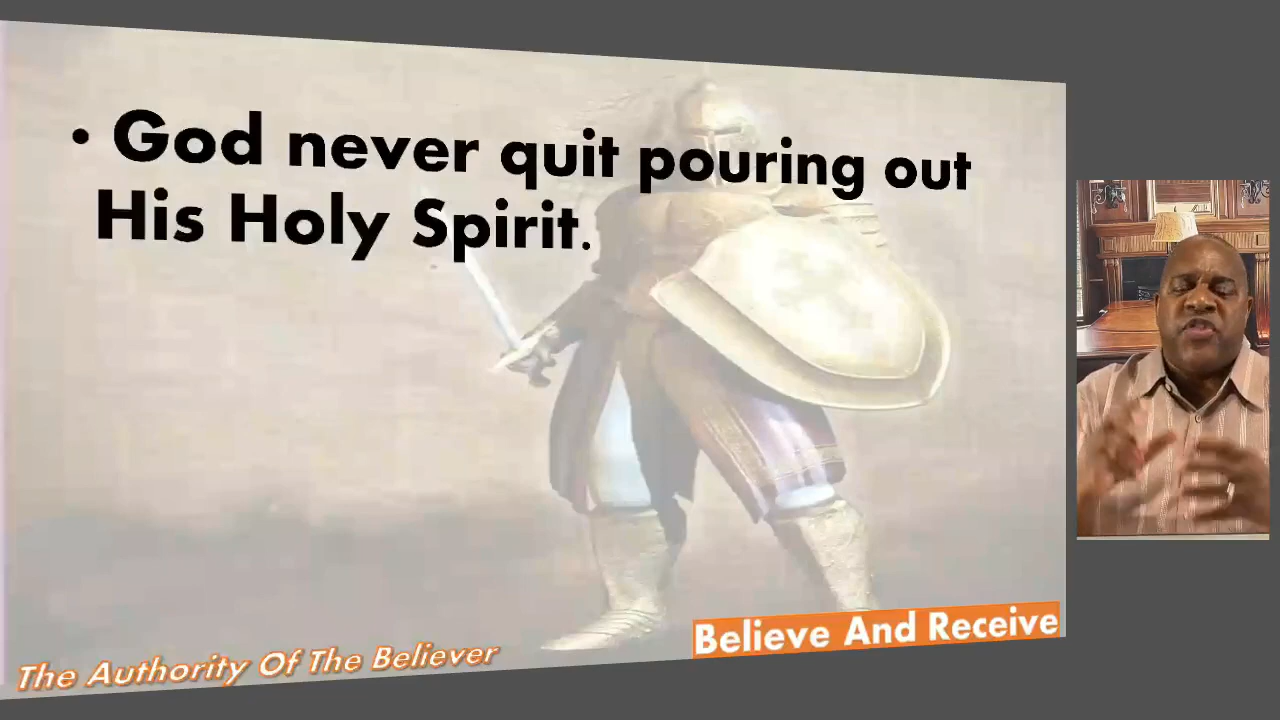 • God never quit pouring out
His Holy Spirit.
The Authority Of The Believer
Believe And Receive